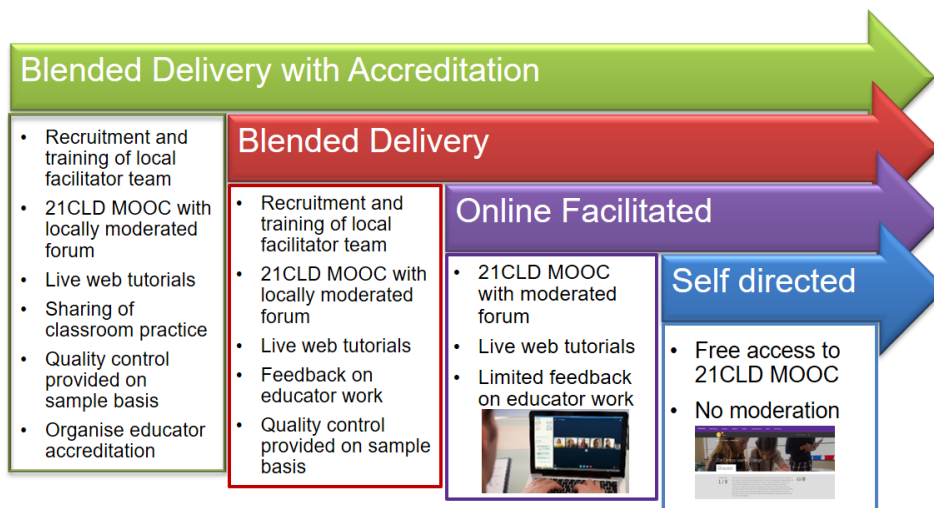 Blended Delivery with Accreditation
• Recruitment and
training of local
facilitator team
• 21CLD MOOC with
locally moderated
forum
• Live web tutorials
• Sharing of
classroom practice
• Quality control
provided on
sample basis
• Organise educator
accreditation
Blended Delivery
• Recruitment and
training of local
facilitator team
• 21CLD MOOC with
locally moderated
forum
• Live web tutorials
• Feedback on
educator work
• Quality control
provided on sample
basis
Online Facilitated
• 21CLD MOOC
with moderated
forum
• Live web tutorials
• Limited feedback
on educator work
Self directed
• Free access to
21CLD MOOC
• No moderation